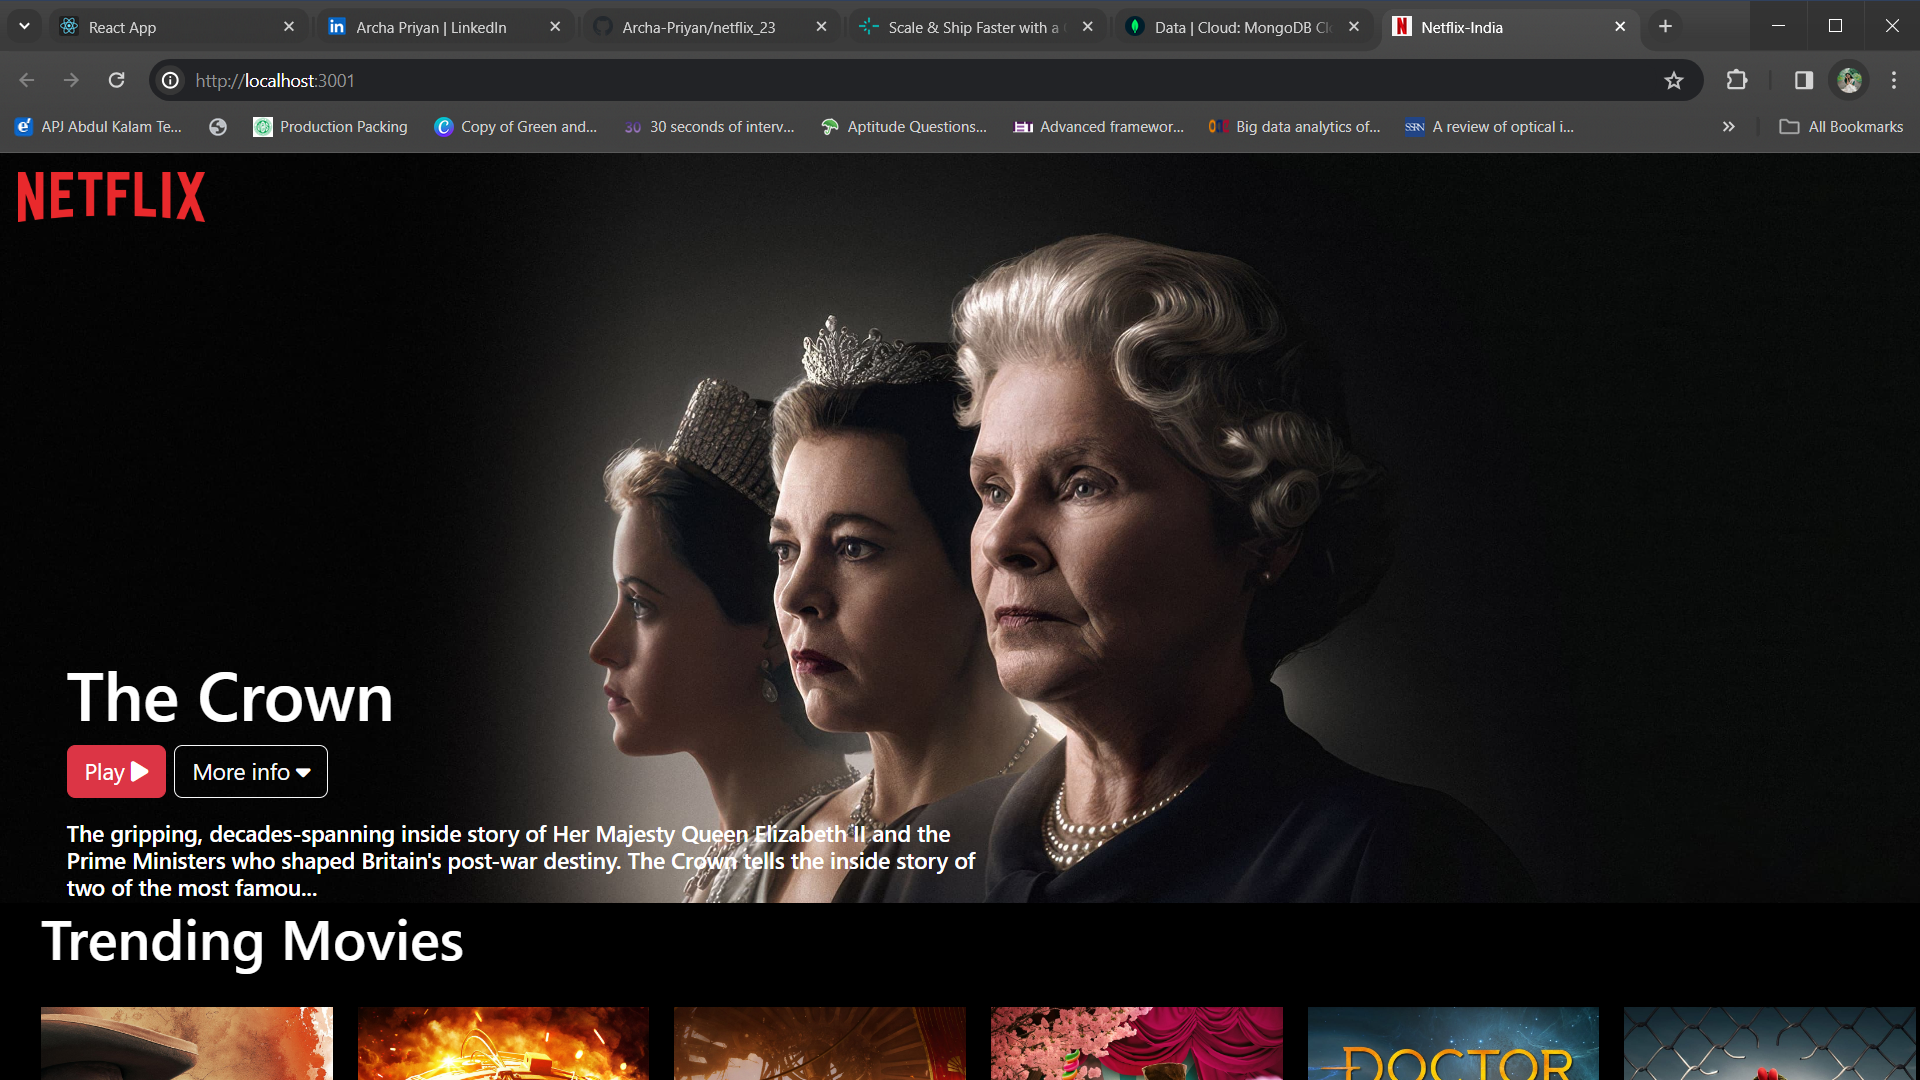 React App
Archa Priyan | LinkedIn
Archa-Priyan/netflix_23
Scale & Ship Faster with a
Data | Cloud: MongoDB Cl
Netflix-India
http://localhost:3001
APJ Abdul Kalam Te...
Production Packing
Copy of Green and...
30 seconds of interv...
Aptitude Questions...
Advanced framewor...
Big data analytics of...
SSRN
A review of optical i...
All Bookmarks
NETFLIX
The Crown
Play
More info
The gripping, decades-spanning inside story of Her Majesty Queen Elizabeth II and the
Prime Ministers who shaped Britain's post-war destiny. The Crown tells the inside story of
two of the most famou...
Trending Movies
DOCTOR